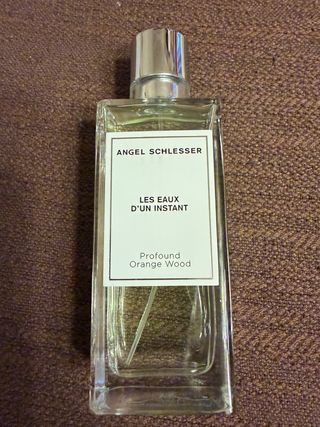 ANGEL SCHLESSER
LES EAUX
D'UN INSTANT
Profound
Orange Wood